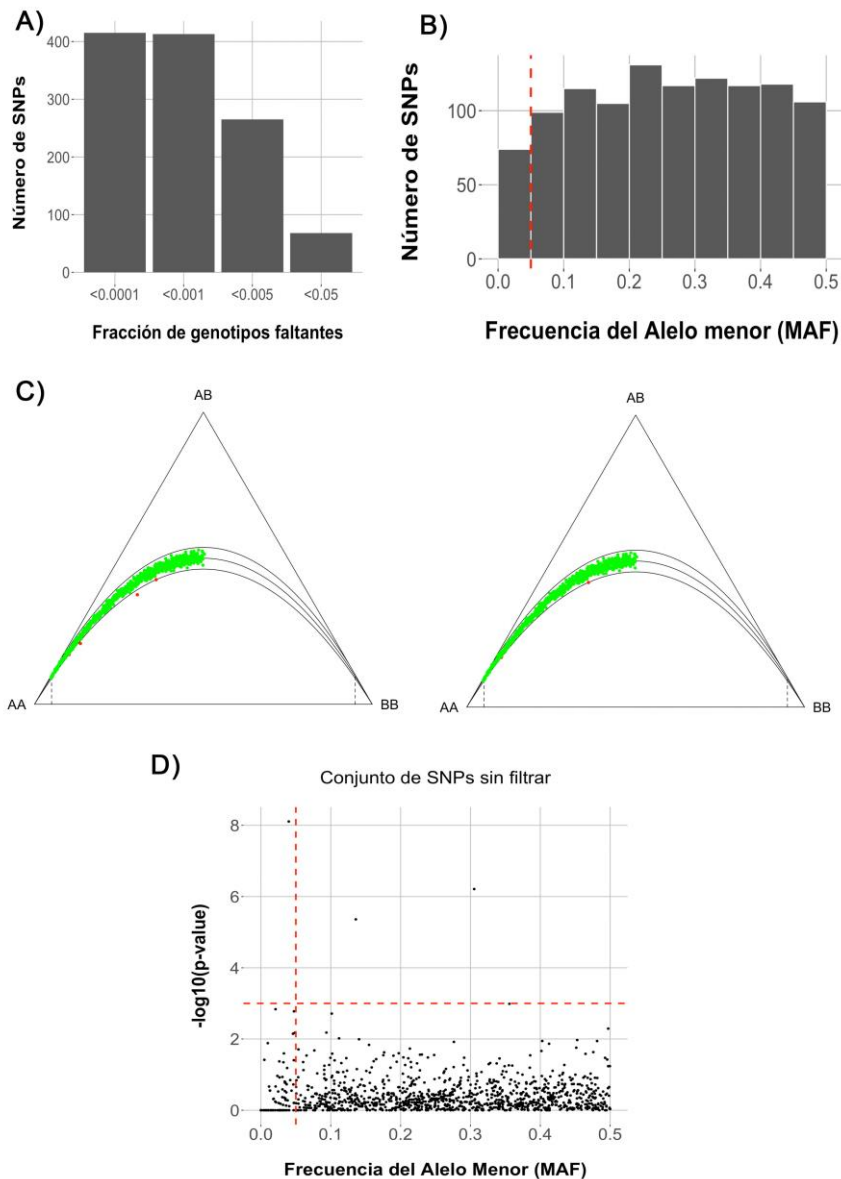 A)
Número de SNPs
400
300
200
100
0
<0.0001 <0.001 <0.005 <0.05
Fracción de genotipos faltantes
B)
Número de SNPs
100
50
0
0.0 0.1 0.2 0.3 0.4 0.5
Frecuencia del Alelo menor (MAF)
C)
AB
AA
BB
AB
AA
BB
D)
Conjunto de SNPs sin filtrar
-log10(p-value)
8
6
4
2
0
0.0 0.1 0.2 0.3 0.4 0.5
Frecuencia del Alelo Menor (MAF)